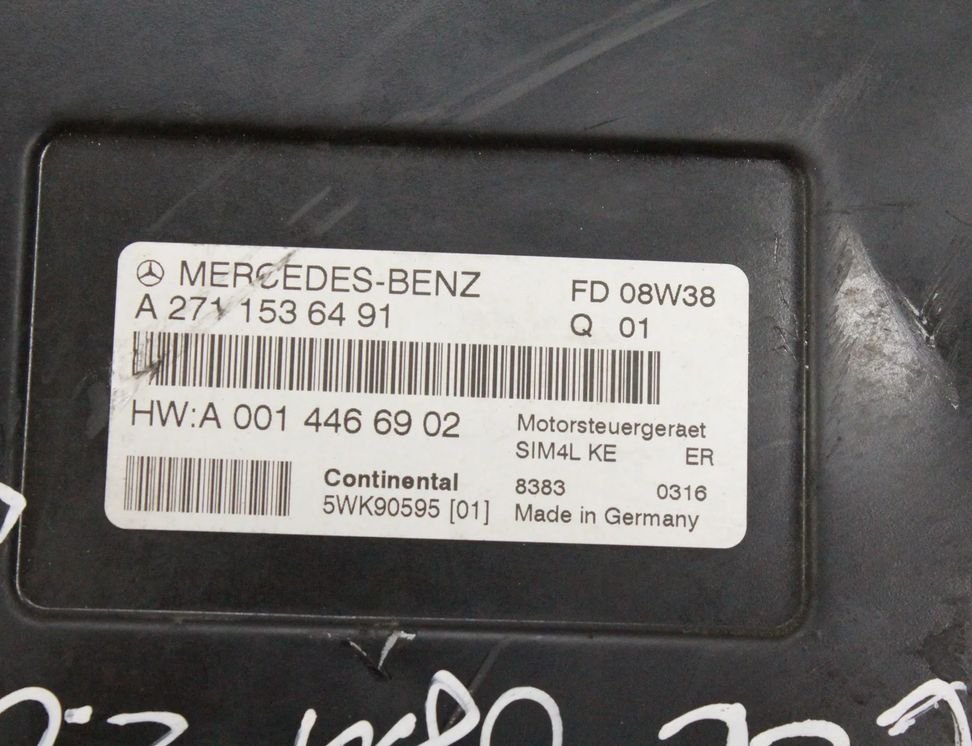 MERCEDES-BENZ
A 271 153 64 91
FD 08W38
Q 01
HW:A 001 446 69 02
Motorsteuergeraet
SIM4L KE ER
Continental
5WK90595 [01]
8383 0316
Made in Germany